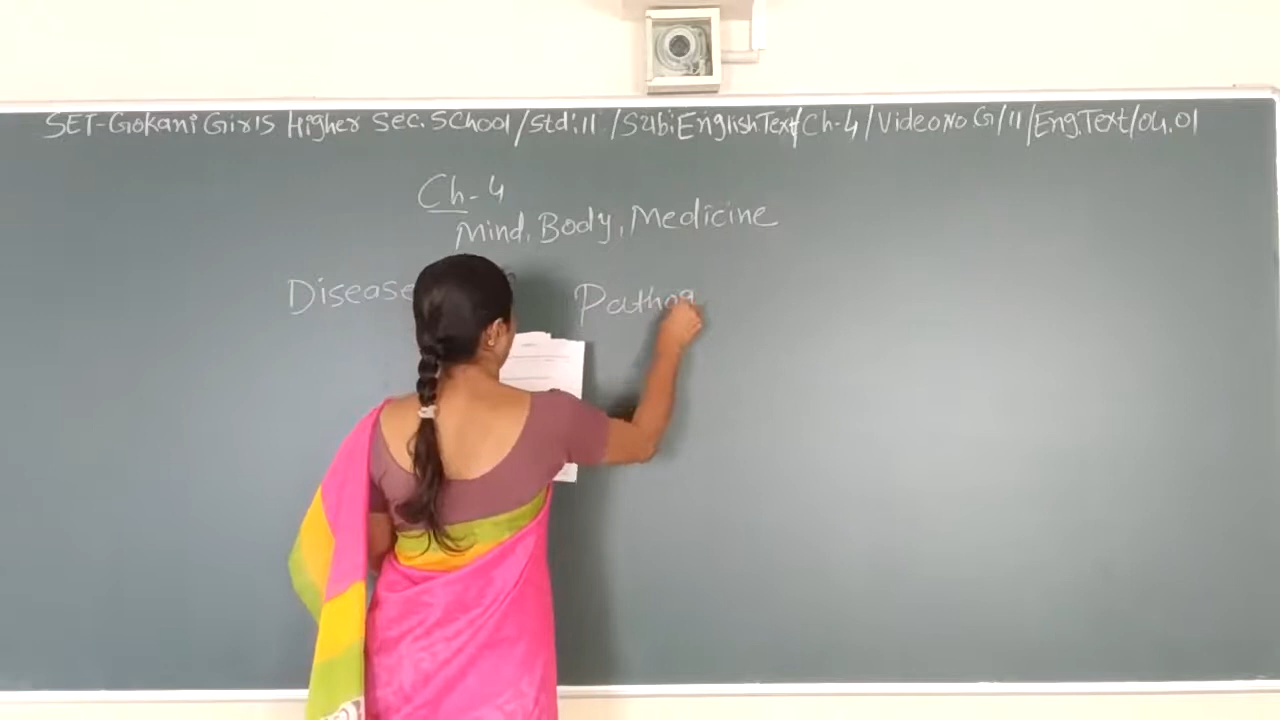 SET-Gokani Girls Higher Sec. School / Std:11 / Sub: English Text / Ch-4 / Video No. G/11/Eng.Text/04.01
Ch-4
Mind, Body, Medicine
Disease Pathog